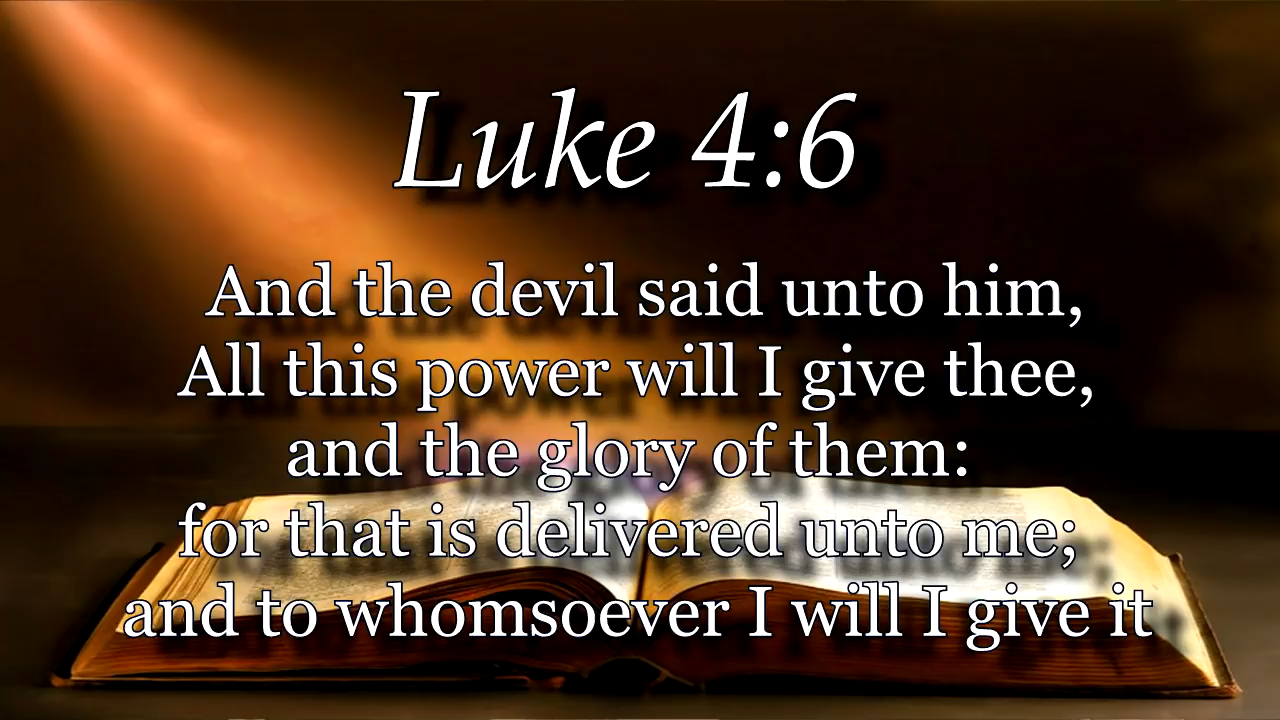 Luke 4:6
And the devil said unto him,
All this power will I give thee,
and the glory of them:
for that is delivered unto me;
and to whomsoever I will I give it